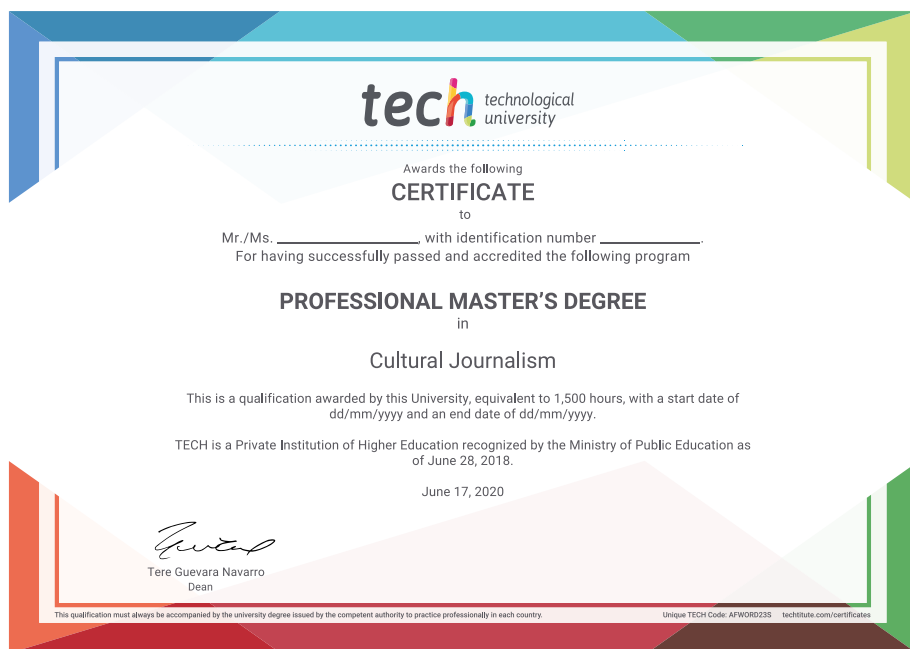 tech technological
university
Awards the following
CERTIFICATE
to
Mr./Ms. ____________________, with identification number ______________.
For having successfully passed and accredited the following program
PROFESSIONAL MASTER'S DEGREE
in
Cultural Journalism
This is a qualification awarded by this University, equivalent to 1,500 hours, with a start date of
dd/mm/yyyy and an end date of dd/mm/yyyy.
TECH is a Private Institution of Higher Education recognized by the Ministry of Public Education as
of June 28, 2018.
June 17, 2020
Tere Guevara Navarro
Dean
This qualification must always be accompanied by the university degree issued by the competent authority to practice professionally in each country. Unique TECH Code: AFWORD23S techtitute.com/certificates